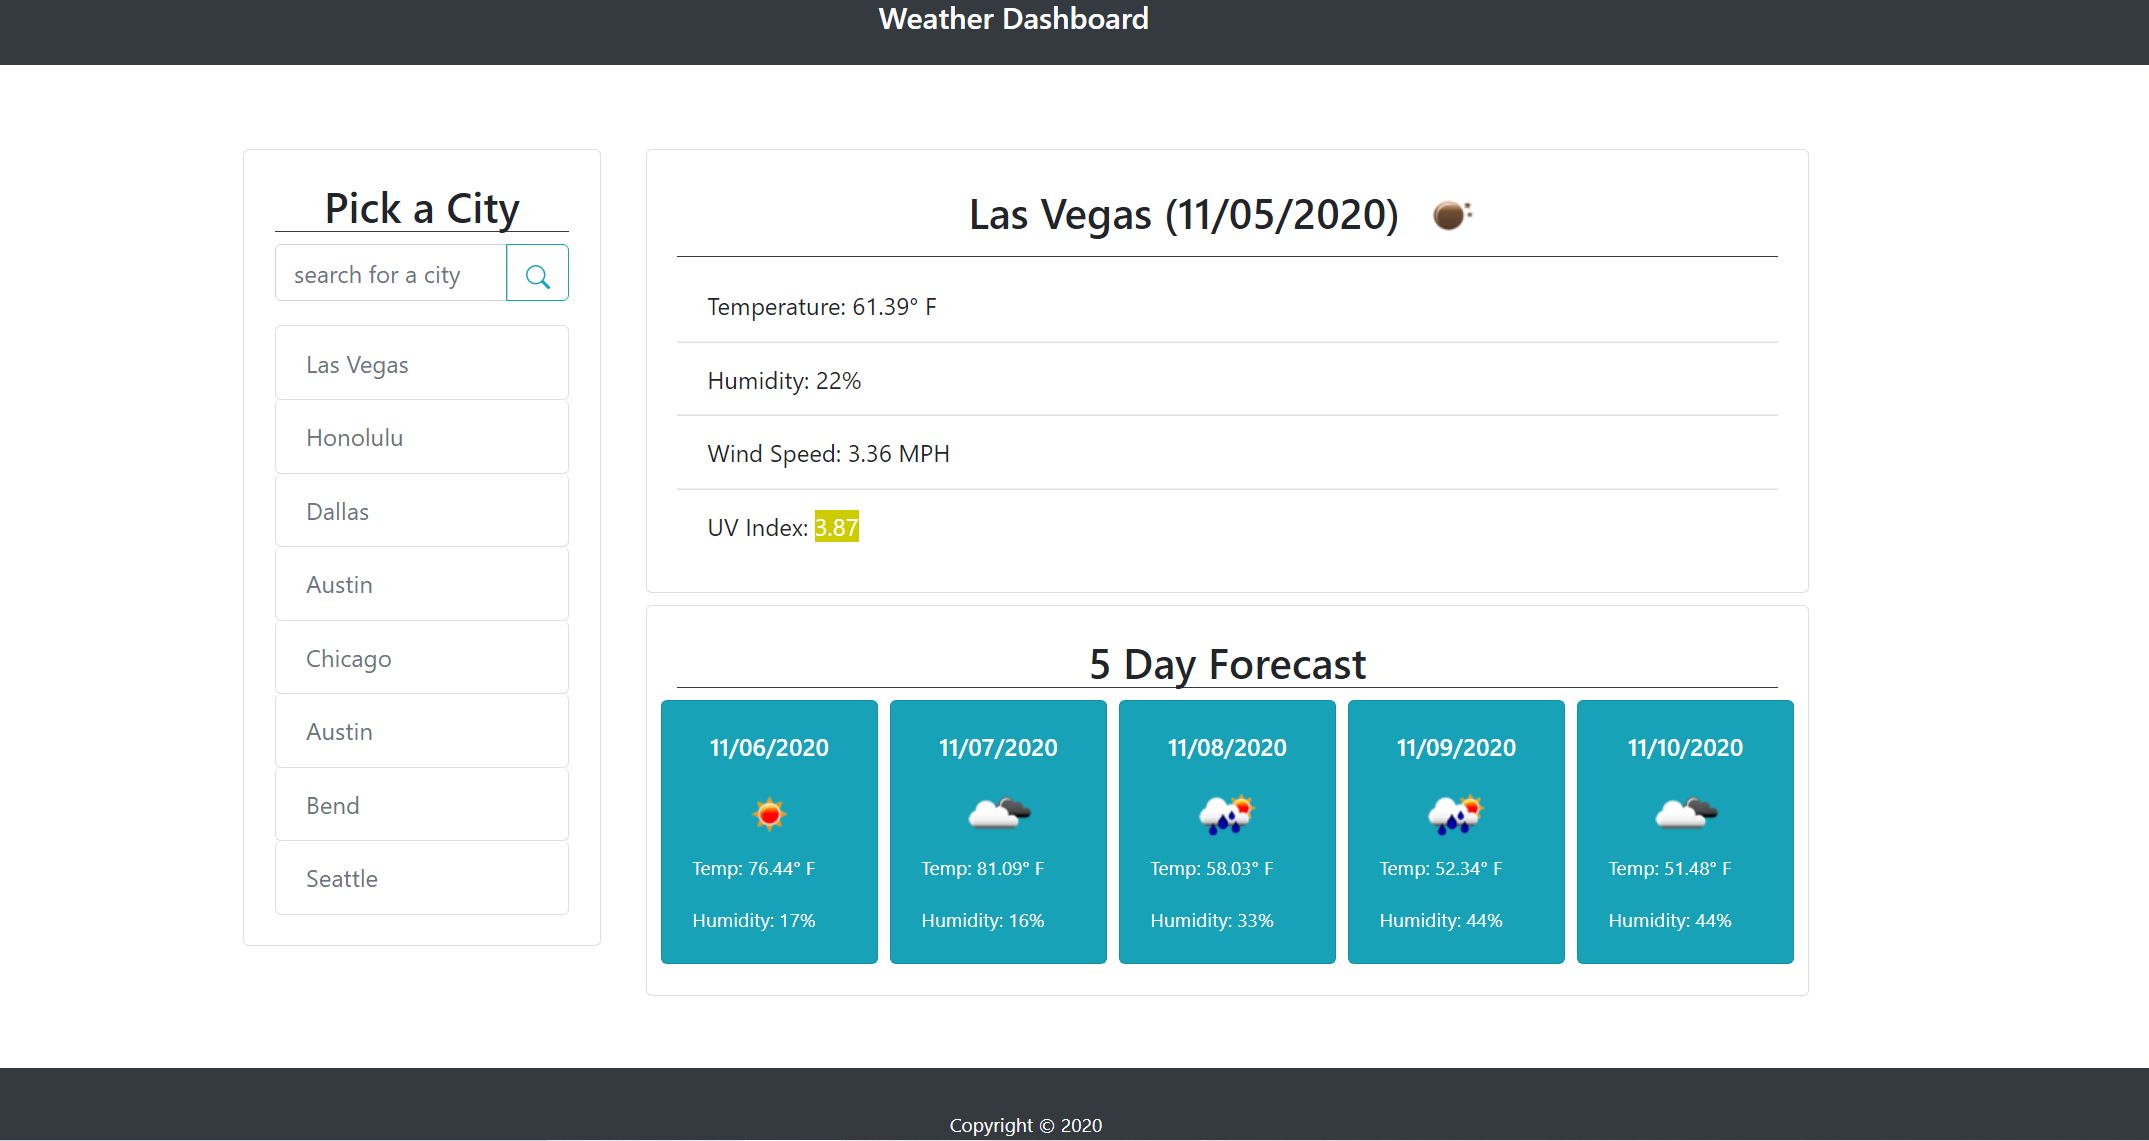 Weather Dashboard
Pick a City
search for a city
Las Vegas
Honolulu
Dallas
Austin
Chicago
Austin
Bend
Seattle
Las Vegas (11/05/2020)
Temperature: 61.39° F
Humidity: 22%
Wind Speed: 3.36 MPH
UV Index: 3.87
5 Day Forecast
11/06/2020
Temp: 76.44° F
Humidity: 17%
11/07/2020
Temp: 81.09° F
Humidity: 16%
11/08/2020
Temp: 58.03° F
Humidity: 33%
11/09/2020
Temp: 52.34° F
Humidity: 44%
11/10/2020
Temp: 51.48° F
Humidity: 44%
Copyright © 2020